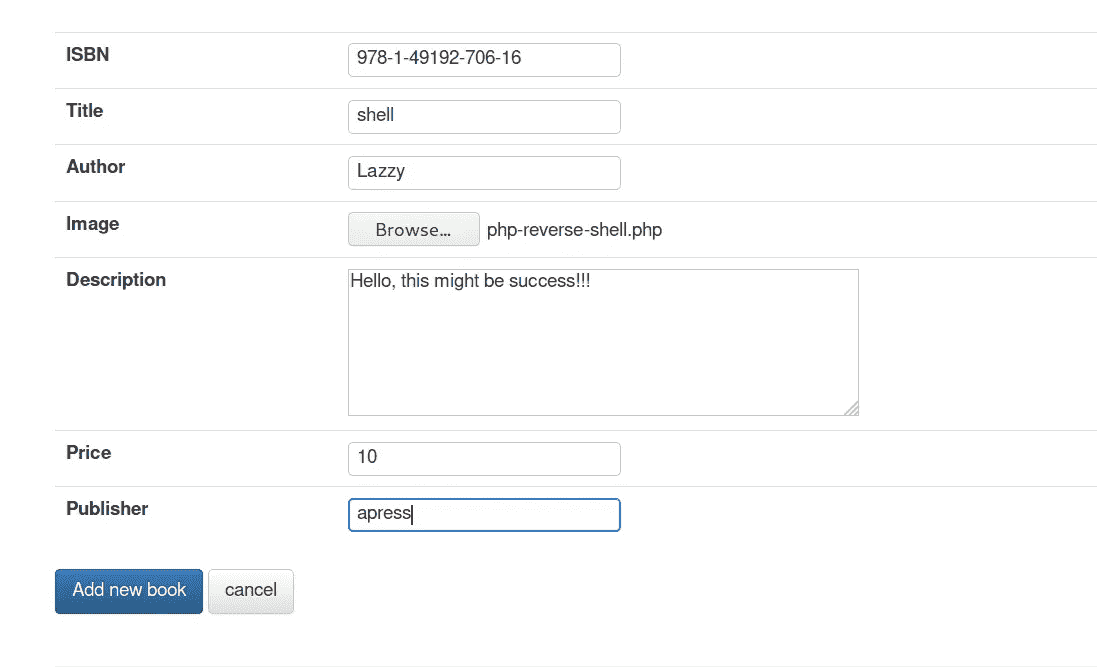 ISBN 978-1-49192-706-16
Title shell
Author Lazzy
Image Browse... php-reverse-shell.php
Description Hello, this might be success!!!
Price 10
Publisher apress
Add new book cancel